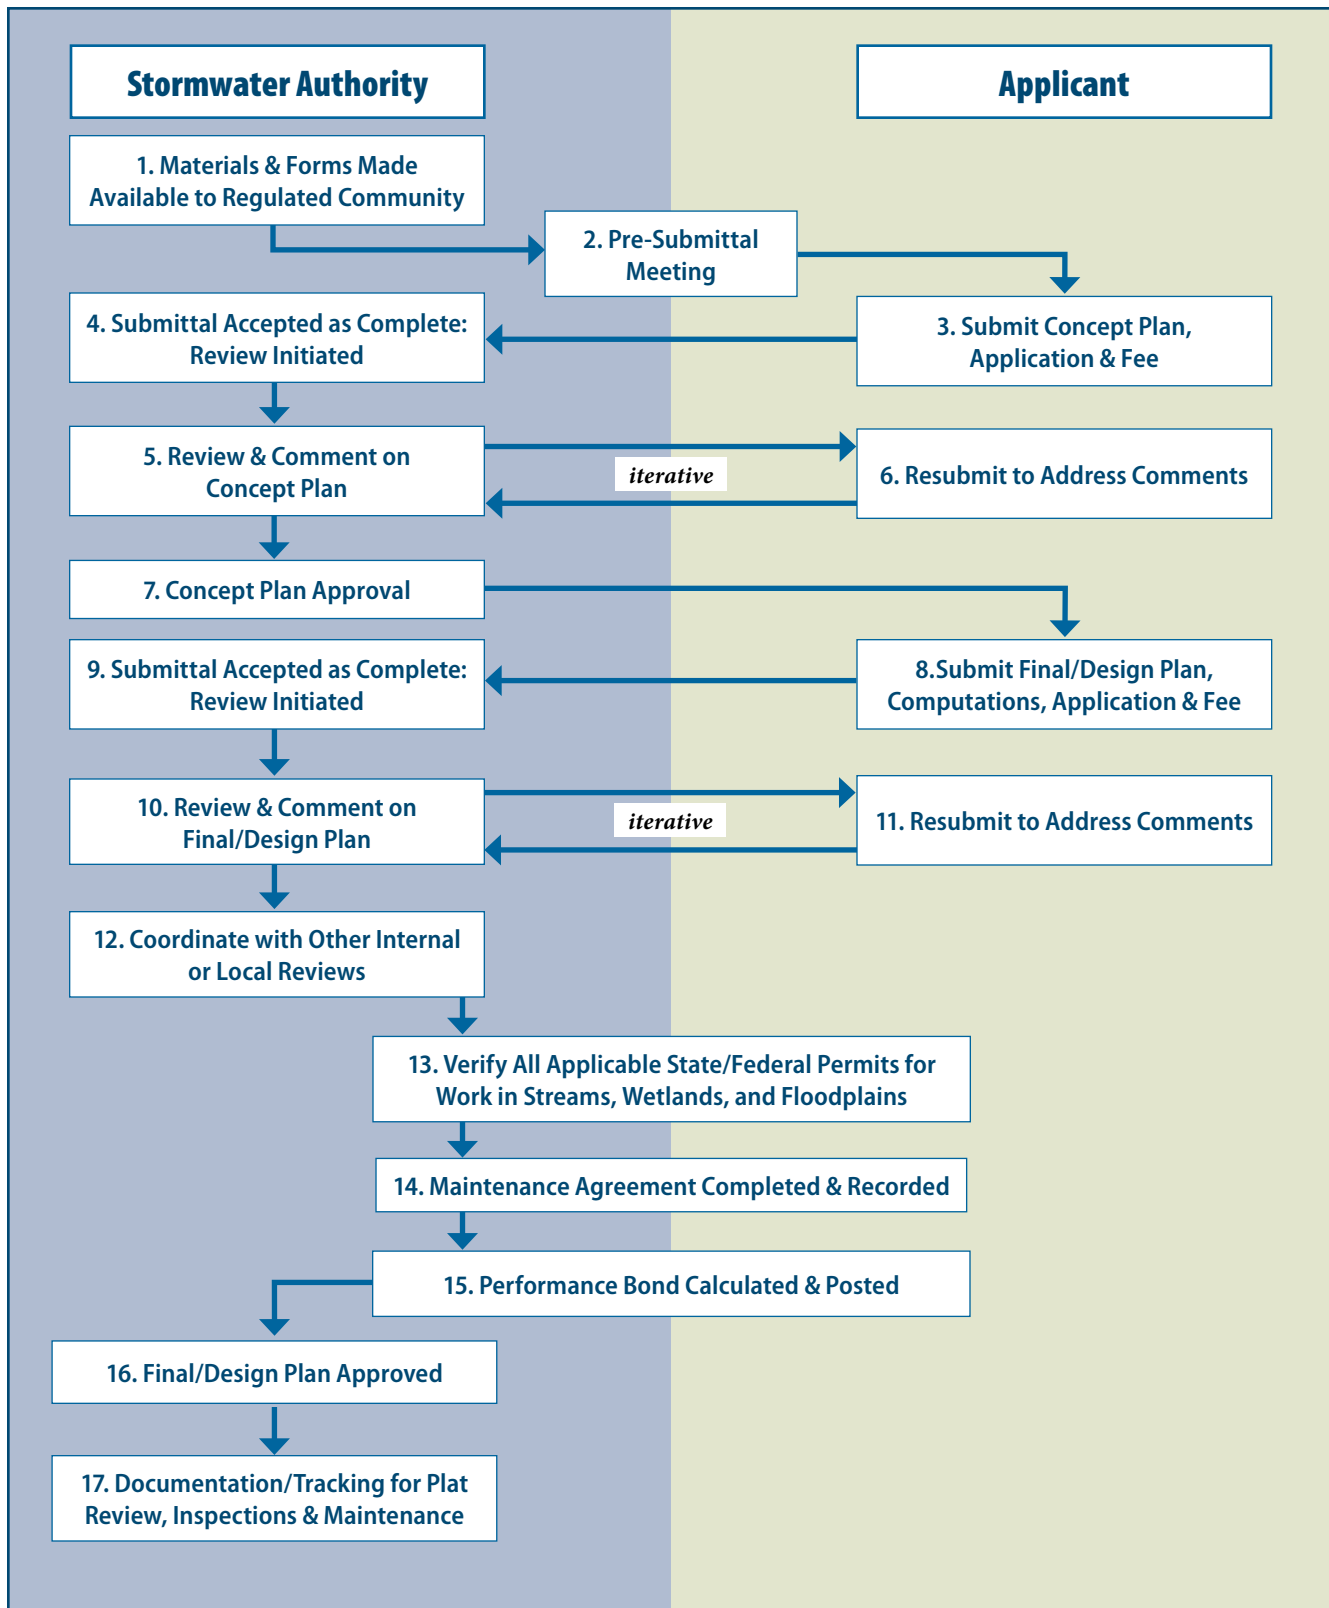 Stormwater Authority
Applicant
1. Materials & Forms Made
Available to Regulated Community
2. Pre-Submittal
Meeting
3. Submit Concept Plan,
Application & Fee
4. Submittal Accepted as Complete:
Review Initiated
5. Review & Comment on
Concept Plan
iterative
6. Resubmit to Address Comments
7. Concept Plan Approval
8.Submit Final/Design Plan,
Computations, Application & Fee
9. Submittal Accepted as Complete:
Review Initiated
10. Review & Comment on
Final/Design Plan
iterative
11. Resubmit to Address Comments
12. Coordinate with Other Internal
or Local Reviews
13. Verify All Applicable State/Federal Permits for
Work in Streams, Wetlands, and Floodplains
14. Maintenance Agreement Completed & Recorded
15. Performance Bond Calculated & Posted
16. Final/Design Plan Approved
17. Documentation/Tracking for Plat
Review, Inspections & Maintenance